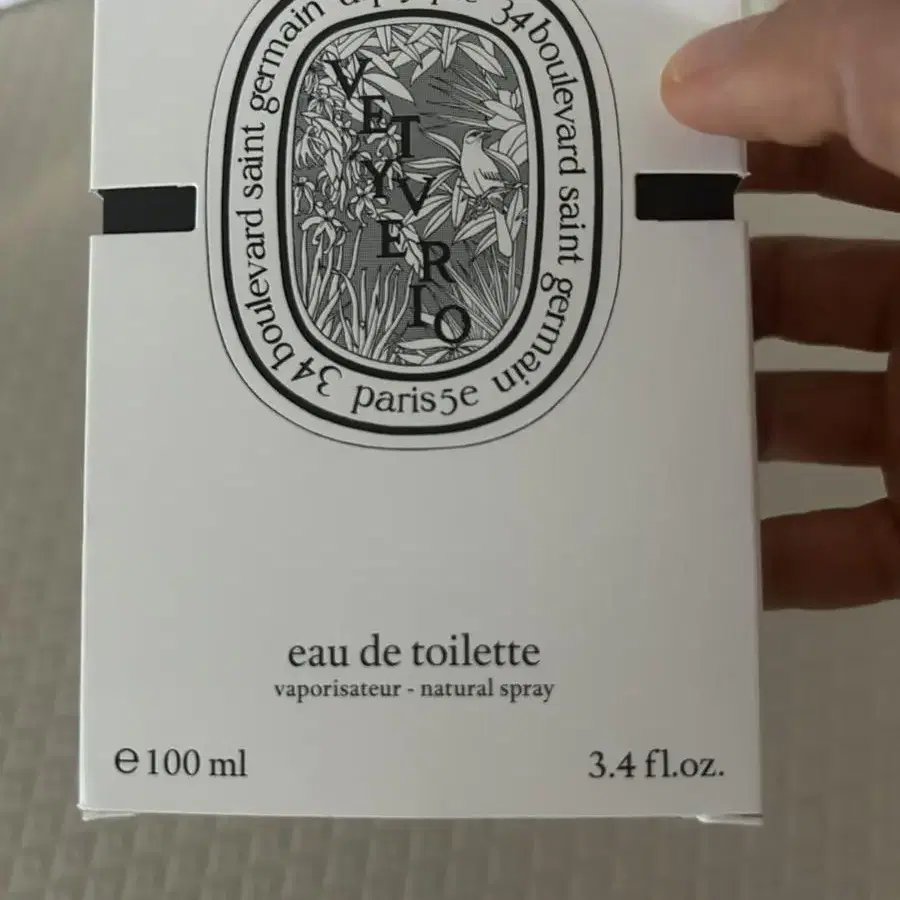 34 boulevard saint germain diptyque 34 boulevard saint germain paris5e
VETYVERIO
eau de toilette
vaporisateur - natural spray
℮ 100 ml
3.4 fl.oz.